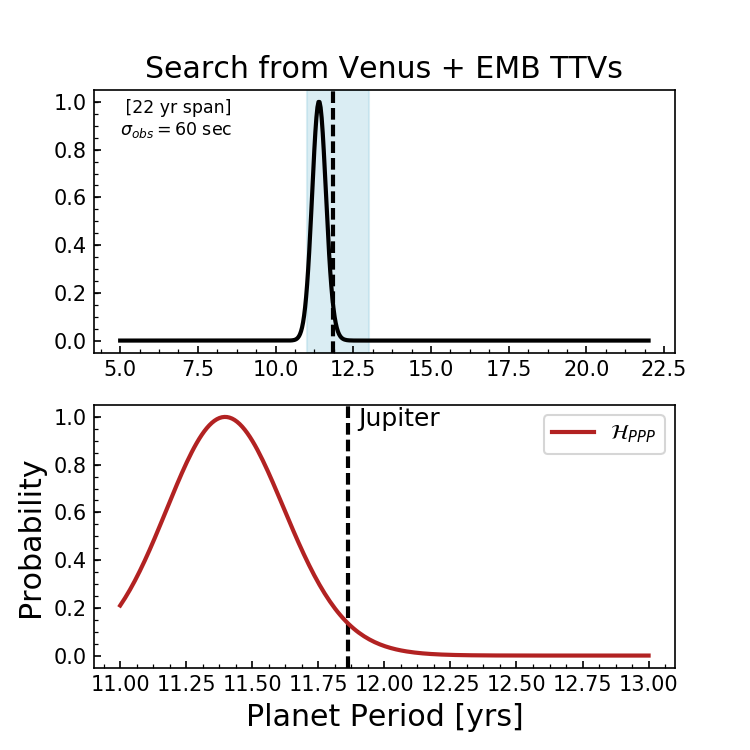 Search from Venus + EMB TTVs
[22 yr span]
σ_obs = 60 sec
1.0
0.8
0.6
0.4
0.2
0.0
5.0 7.5 10.0 12.5 15.0 17.5 20.0 22.5
Jupiter
ℋ_PPP
Probability
1.0
0.8
0.6
0.4
0.2
0.0
11.00 11.25 11.50 11.75 12.00 12.25 12.50 12.75 13.00
Planet Period [yrs]